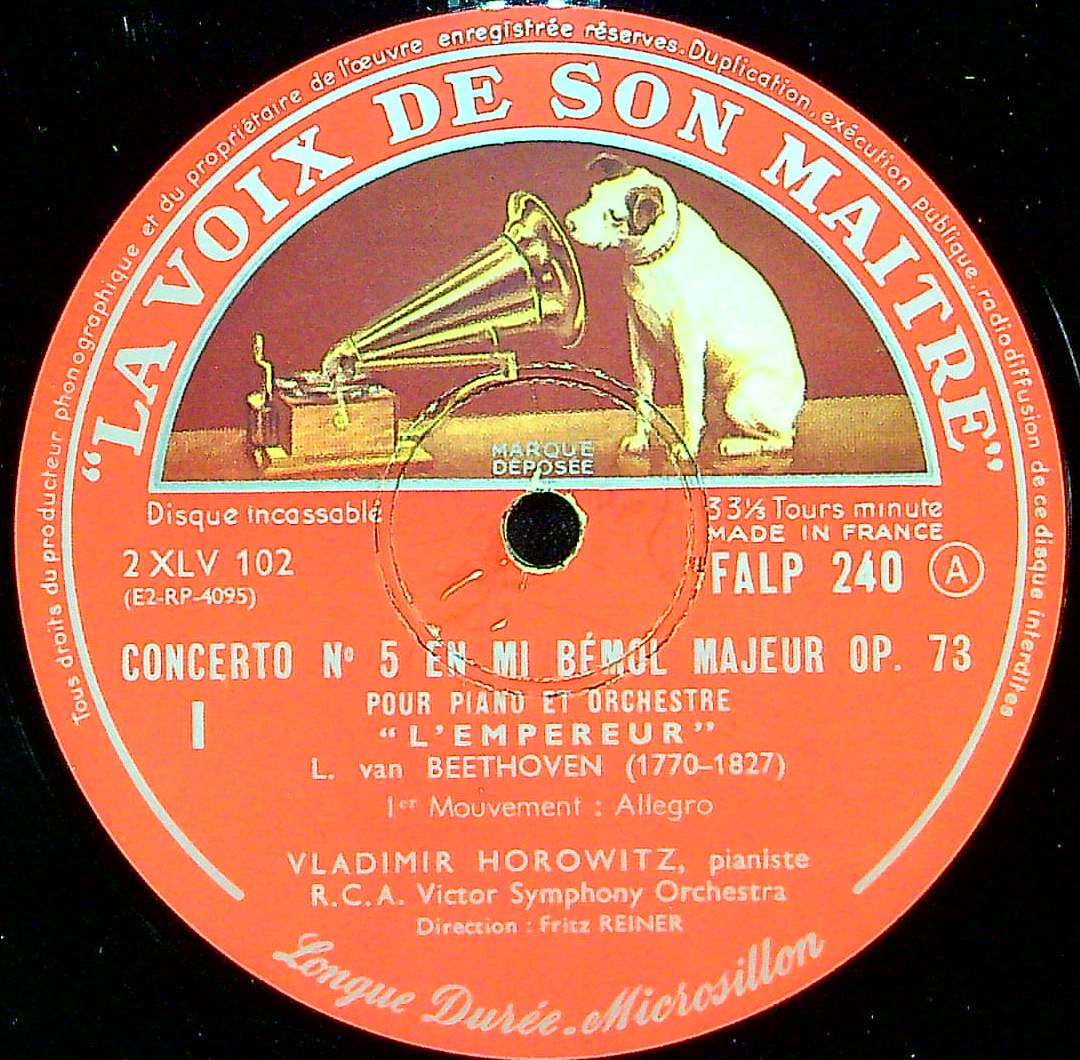 Tous droits du producteur phonographique et du propriétaire de l'œuvre enregistrée réservés. Duplication, exécution publique, radiodiffusion de ce disque interdites
“LA VOIX DE SON MAITRE”
MARQUE
DÉPOSÉE
Disque incassable
33⅓ Tours minute
MADE IN FRANCE
2 XLV 102
(E2-RP-4095)
FALP 240 A
CONCERTO Nº 5 EN MI BÉMOL MAJEUR OP. 73
POUR PIANO ET ORCHESTRE
I
“L'EMPEREUR”
L. van BEETHOVEN (1770-1827)
1er Mouvement : Allegro
VLADIMIR HOROWITZ, pianiste
R.C.A. Victor Symphony Orchestra
Direction : Fritz REINER
Longue Durée-Microsillon